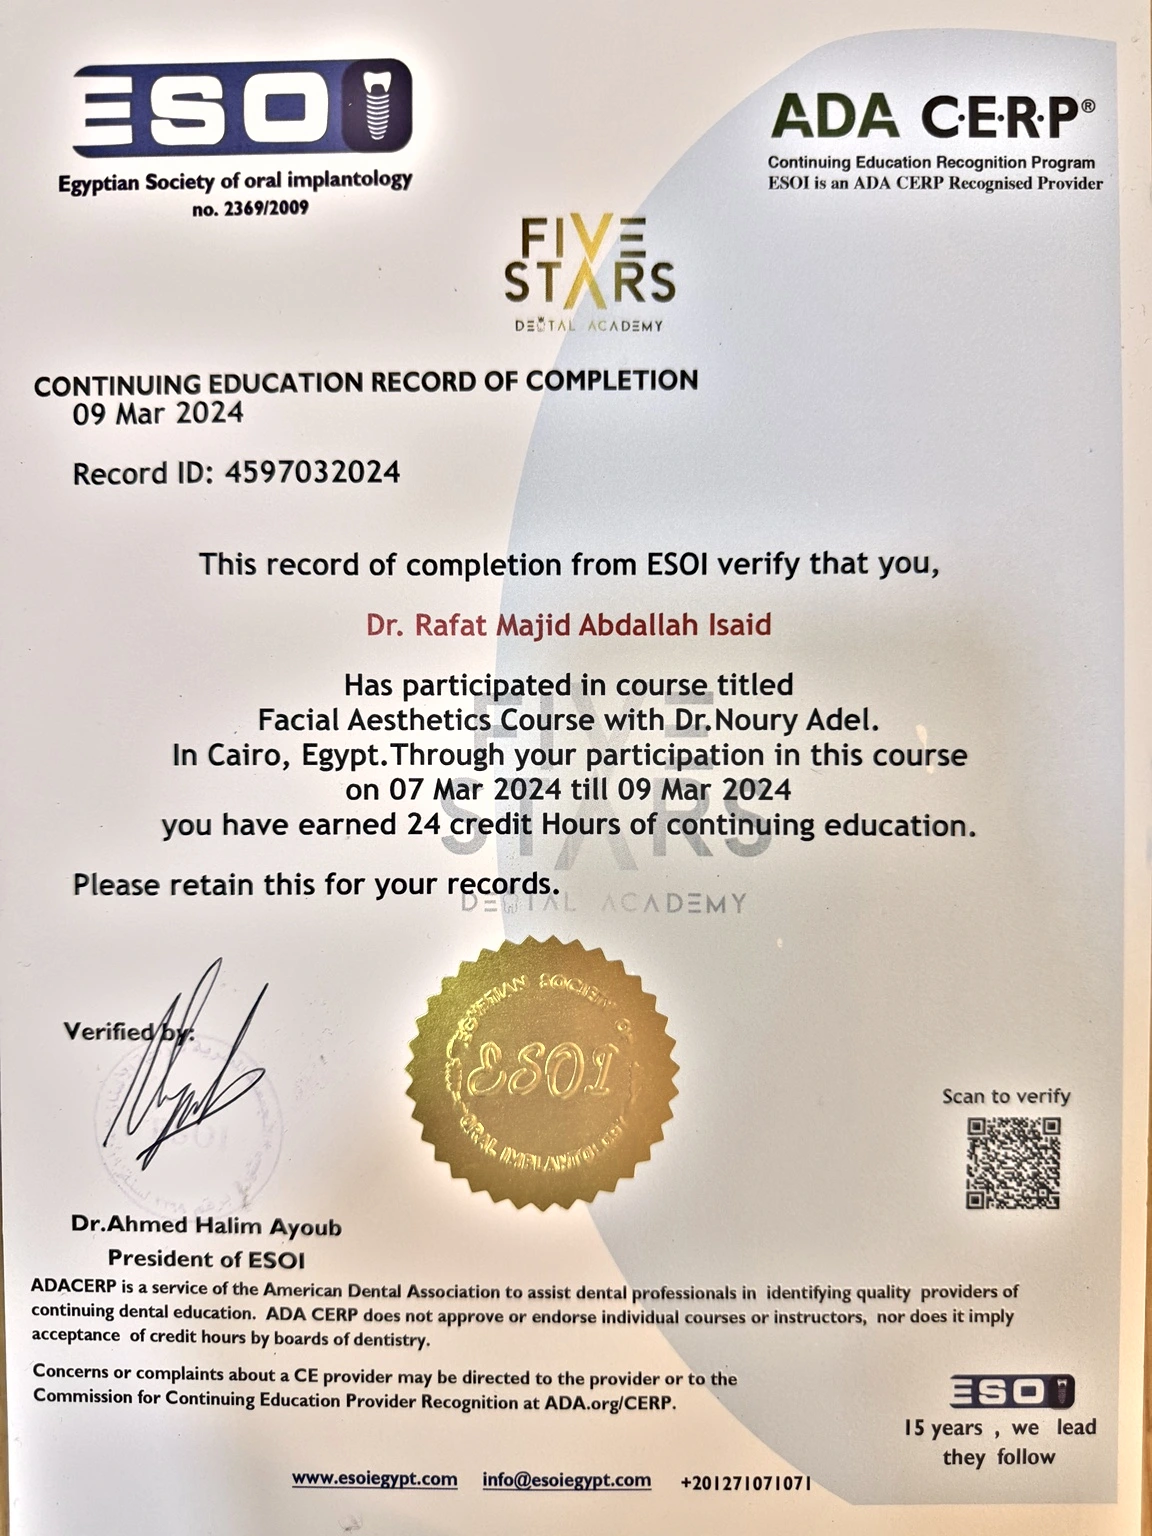 ESOI
Egyptian Society of oral implantology
no. 2369/2009
ADA C·E·R·P®
Continuing Education Recognition Program
ESOI is an ADA CERP Recognised Provider
FIVE
STARS
DENTAL ACADEMY
CONTINUING EDUCATION RECORD OF COMPLETION
09 Mar 2024
Record ID: 4597032024
This record of completion from ESOI verify that you,
Dr. Rafat Majid Abdallah Isaid
Has participated in course titled
Facial Aesthetics Course with Dr.Noury Adel.
In Cairo, Egypt.Through your participation in this course
on 07 Mar 2024 till 09 Mar 2024
you have earned 24 credit Hours of continuing education.
Please retain this for your records.
FIVE
STARS
DENTAL ACADEMY
Verified by:
EGYPTIAN SOCIETY OF
ESOI
ORAL IMPLANTOLOGY
Scan to verify
Dr.Ahmed Halim Ayoub
President of ESOI
ADACERP is a service of the American Dental Association to assist dental professionals in identifying quality providers of
continuing dental education. ADA CERP does not approve or endorse individual courses or instructors, nor does it imply
acceptance of credit hours by boards of dentistry.
Concerns or complaints about a CE provider may be directed to the provider or to the
Commission for Continuing Education Provider Recognition at ADA.org/CERP.
ESOI
15 years , we lead
they follow
www.esoiegypt.com info@esoiegypt.com +201271071071